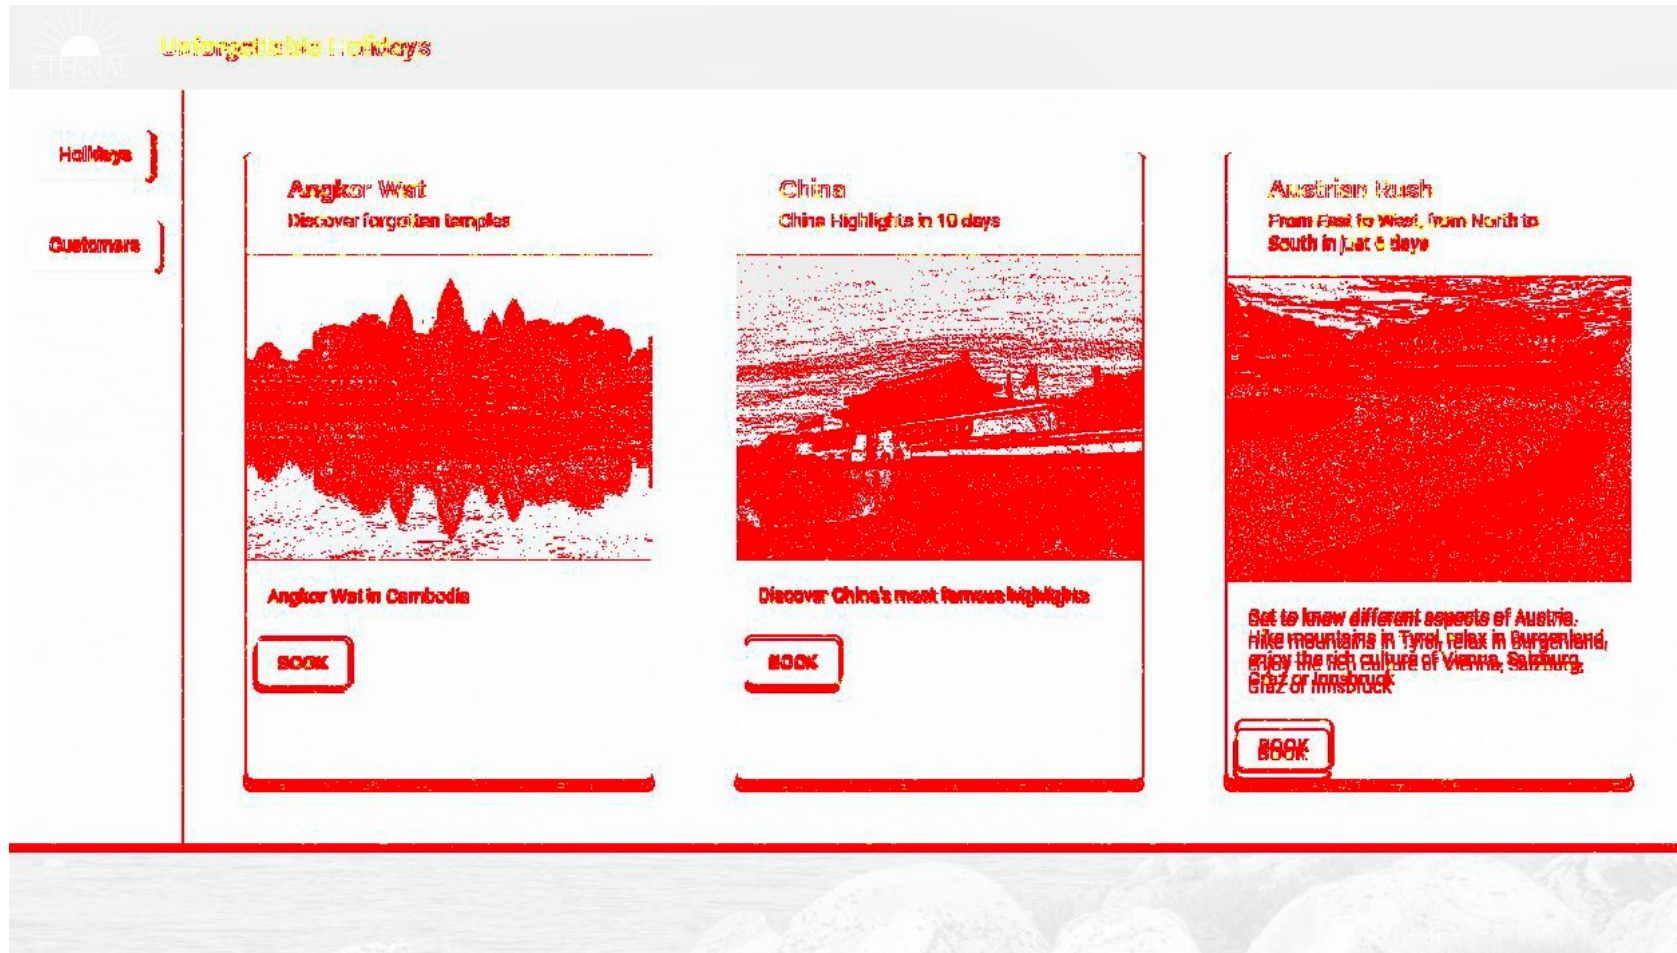 ETERNAL
Unforgettable Holidays
Holidays
Customers
Angkor Wat
Discover forgotten temples
Angkor Wat in Cambodia
BOOK
China
China Highlights in 10 days
Discover China's most famous highlights
BOOK
Austrian Rush
From East to West, from North to
South in just days
Get to know different aspects of Austria.
Hike mountains in Tyrol, relax in Burgenland,
enjoy the rich culture of Vienna, Salzburg,
Graz or Innsbruck
BOOK